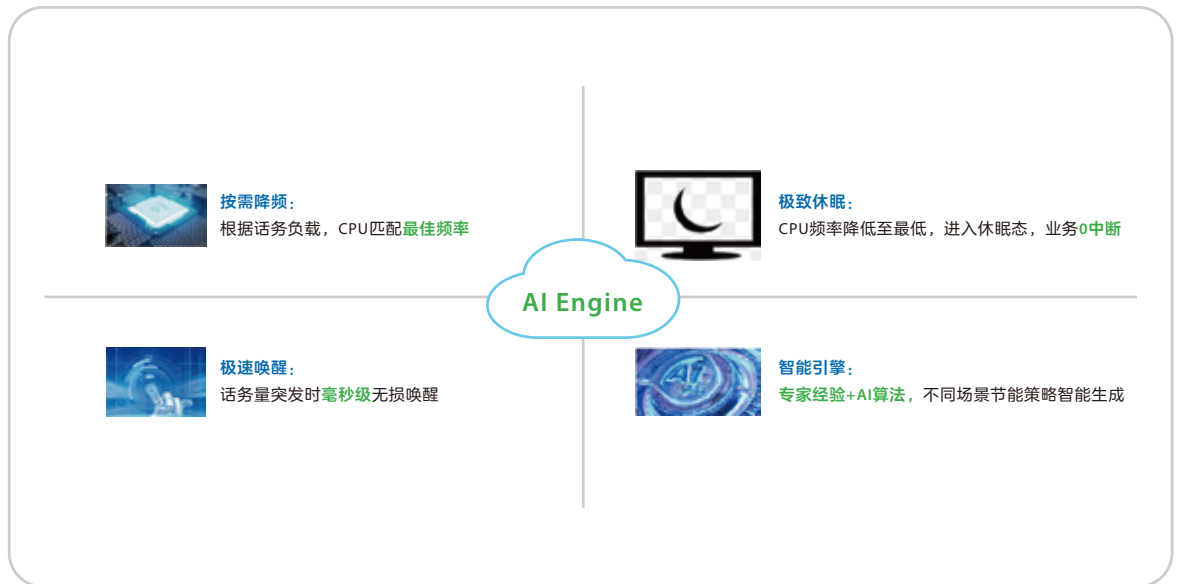 按需降频：
根据话务负载，CPU匹配最佳频率
极致休眠：
CPU频率降低至最低，进入休眠态，业务0中断
AI Engine
极速唤醒：
话务量突发时毫秒级无损唤醒
AI
智能引擎：
专家经验+AI算法，不同场景节能策略智能生成